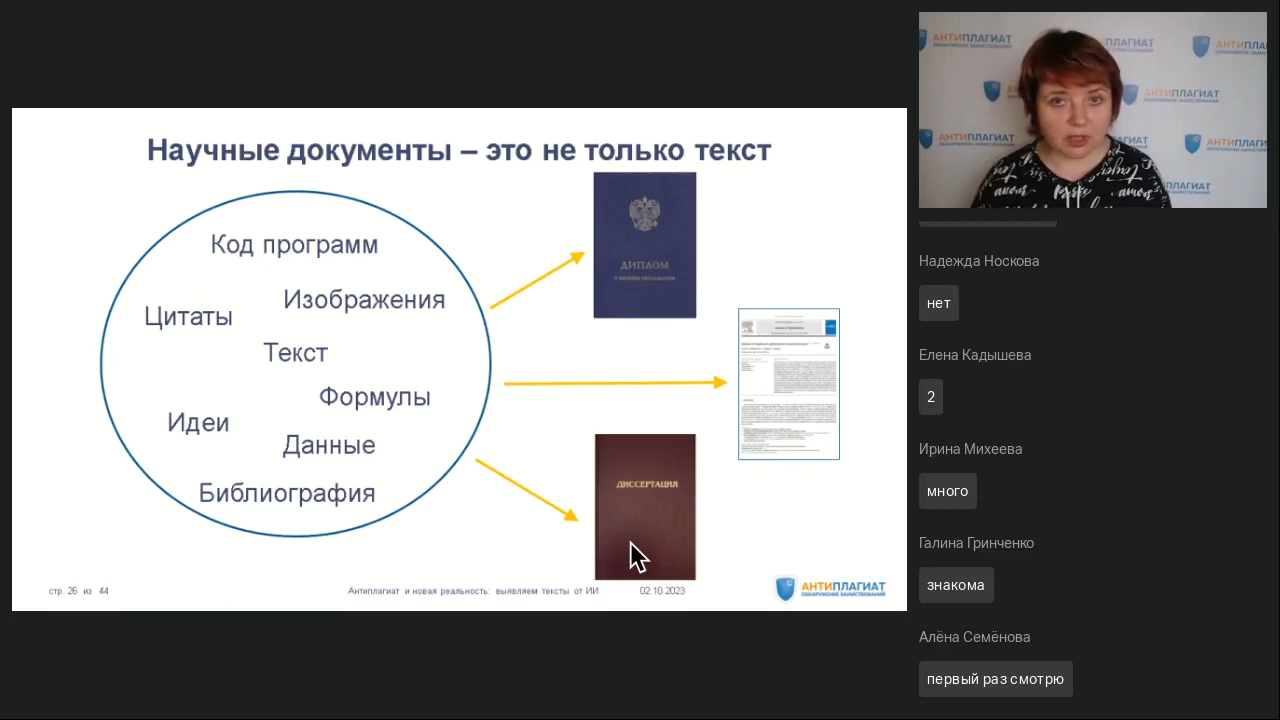 Научные документы – это не только текст
Код программ
Изображения
Цитаты
Текст
Формулы
Идеи
Данные
Библиография
ДИПЛОМ
ДИССЕРТАЦИЯ
стр. 26 из 44
Антиплагиат и новая реальность: выявляем тексты от ИИ
02.10.2023
АНТИПЛАГИАТ
ОБНАРУЖЕНИЕ ЗАИМСТВОВАНИЙ
АНТИПЛАГИАТ
Надежда Носкова
нет
Елена Кадышева
2
Ирина Михеева
много
Галина Гринченко
знакома
Алёна Семёнова
первый раз смотрю